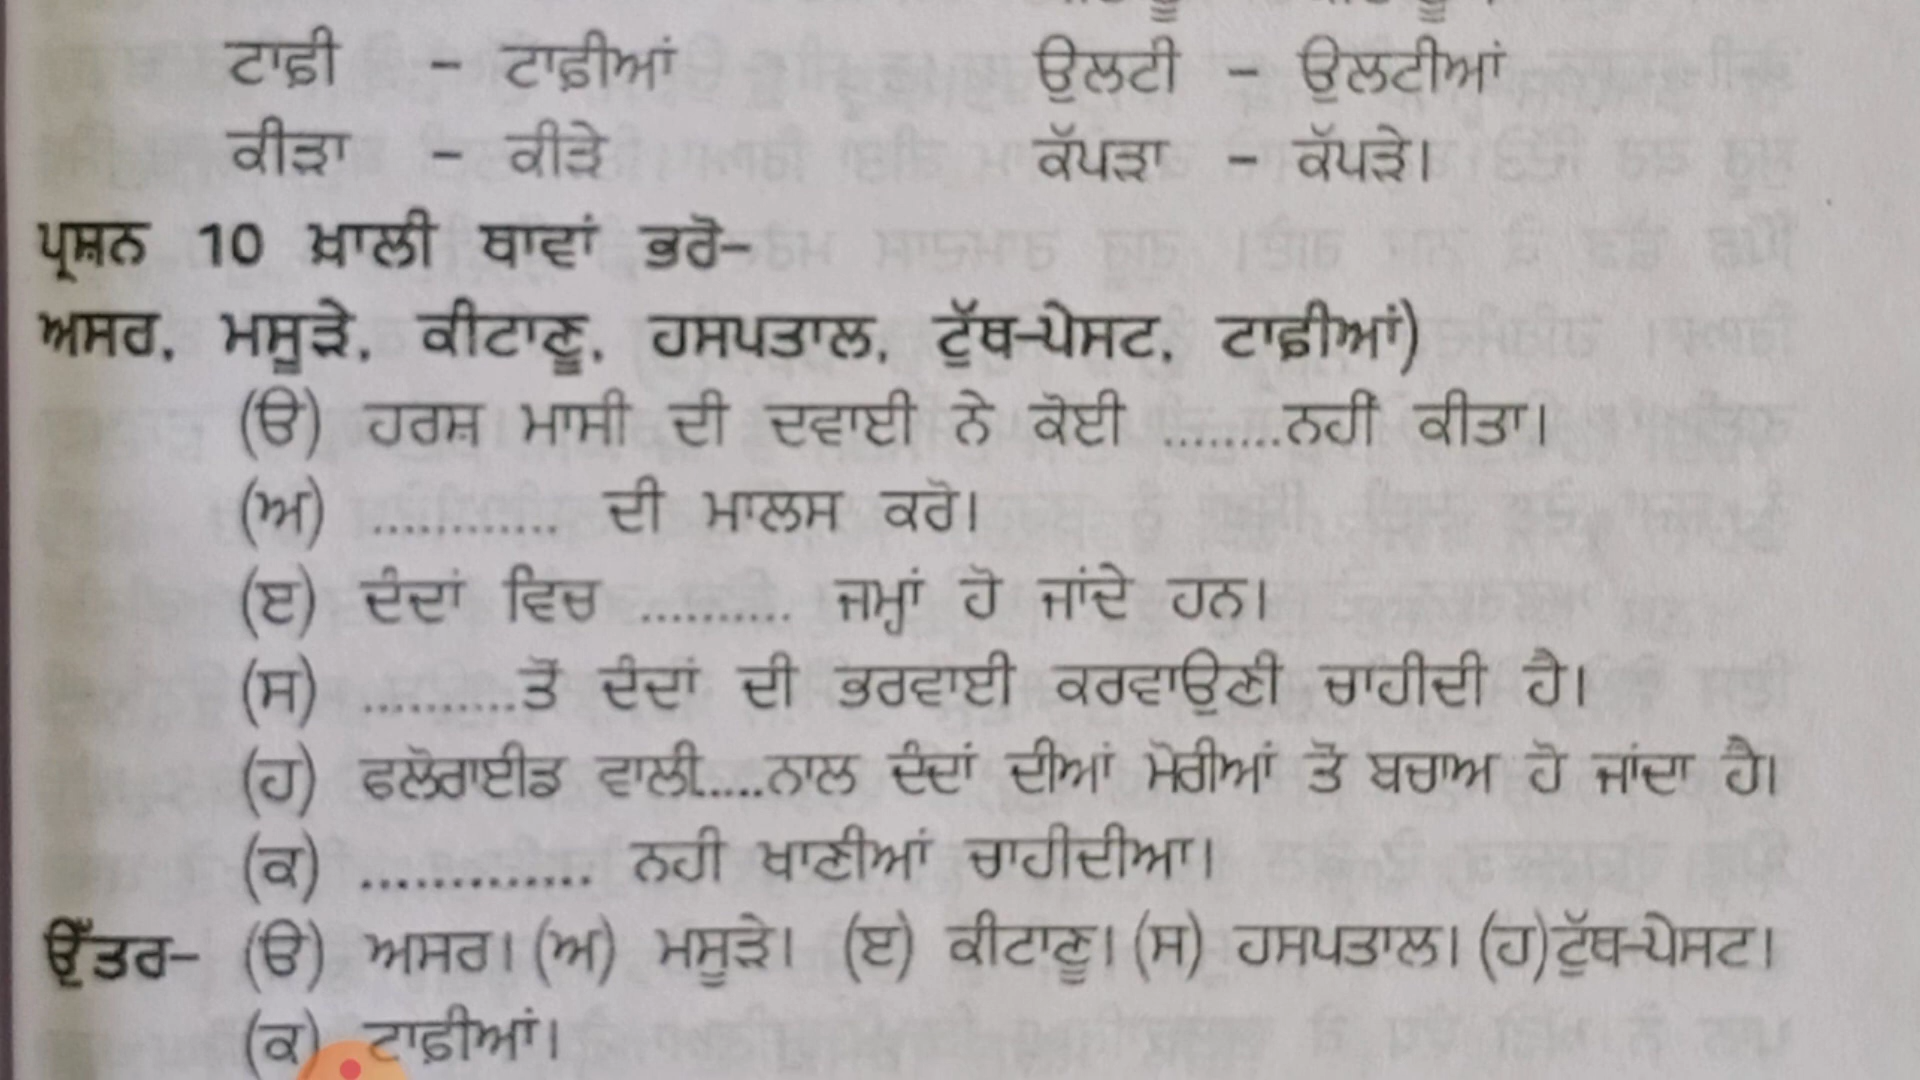 ਟਾਫ਼ੀ - ਟਾਫ਼ੀਆਂ ਉਲਟੀ - ਉਲਟੀਆਂ
ਕੀੜਾ - ਕੀੜੇ ਕੱਪੜਾ - ਕੱਪੜੇ।
ਪ੍ਰਸ਼ਨ 10 ਖ਼ਾਲੀ ਥਾਵਾਂ ਭਰੋ-
ਅਸਰ, ਮਸੂੜੇ, ਕੀਟਾਣੂ, ਹਸਪਤਾਲ, ਟੁੱਥ-ਪੇਸਟ, ਟਾਫ਼ੀਆਂ)
(ੳ) ਹਰਸ਼ ਮਾਸੀ ਦੀ ਦਵਾਈ ਨੇ ਕੋਈ ........ਨਹੀਂ ਕੀਤਾ।
(ਅ) ............ ਦੀ ਮਾਲਸ ਕਰੋ।
(ੲ) ਦੰਦਾਂ ਵਿਚ .......... ਜਮ੍ਹਾਂ ਹੋ ਜਾਂਦੇ ਹਨ।
(ਸ) ..........ਤੋਂ ਦੰਦਾਂ ਦੀ ਭਰਵਾਈ ਕਰਵਾਉਣੀ ਚਾਹੀਦੀ ਹੈ।
(ਹ) ਫਲੋਰਾਈਡ ਵਾਲੀ.....ਨਾਲ ਦੰਦਾਂ ਦੀਆਂ ਮੋਰੀਆਂ ਤੋਂ ਬਚਾਅ ਹੋ ਜਾਂਦਾ ਹੈ।
(ਕ) ............. ਨਹੀ ਖਾਣੀਆਂ ਚਾਹੀਦੀਆ।
ਉੱਤਰ- (ੳ) ਅਸਰ। (ਅ) ਮਸੂੜੇ। (ੲ) ਕੀਟਾਣੂ। (ਸ) ਹਸਪਤਾਲ। (ਹ)ਟੁੱਥ-ਪੇਸਟ।
(ਕ) ਟਾਫ਼ੀਆਂ।